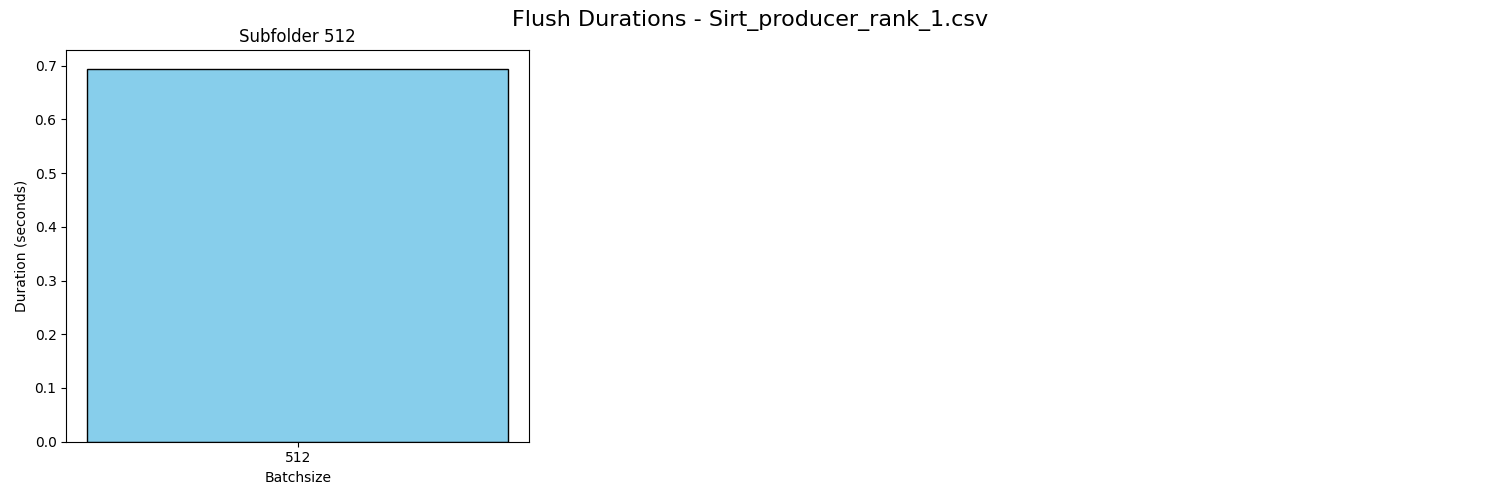 Flush Durations - Sirt_producer_rank_1.csv
Subfolder 512
0.7
0.6
0.5
0.4
0.3
0.2
0.1
0.0
Duration (seconds)
512
Batchsize